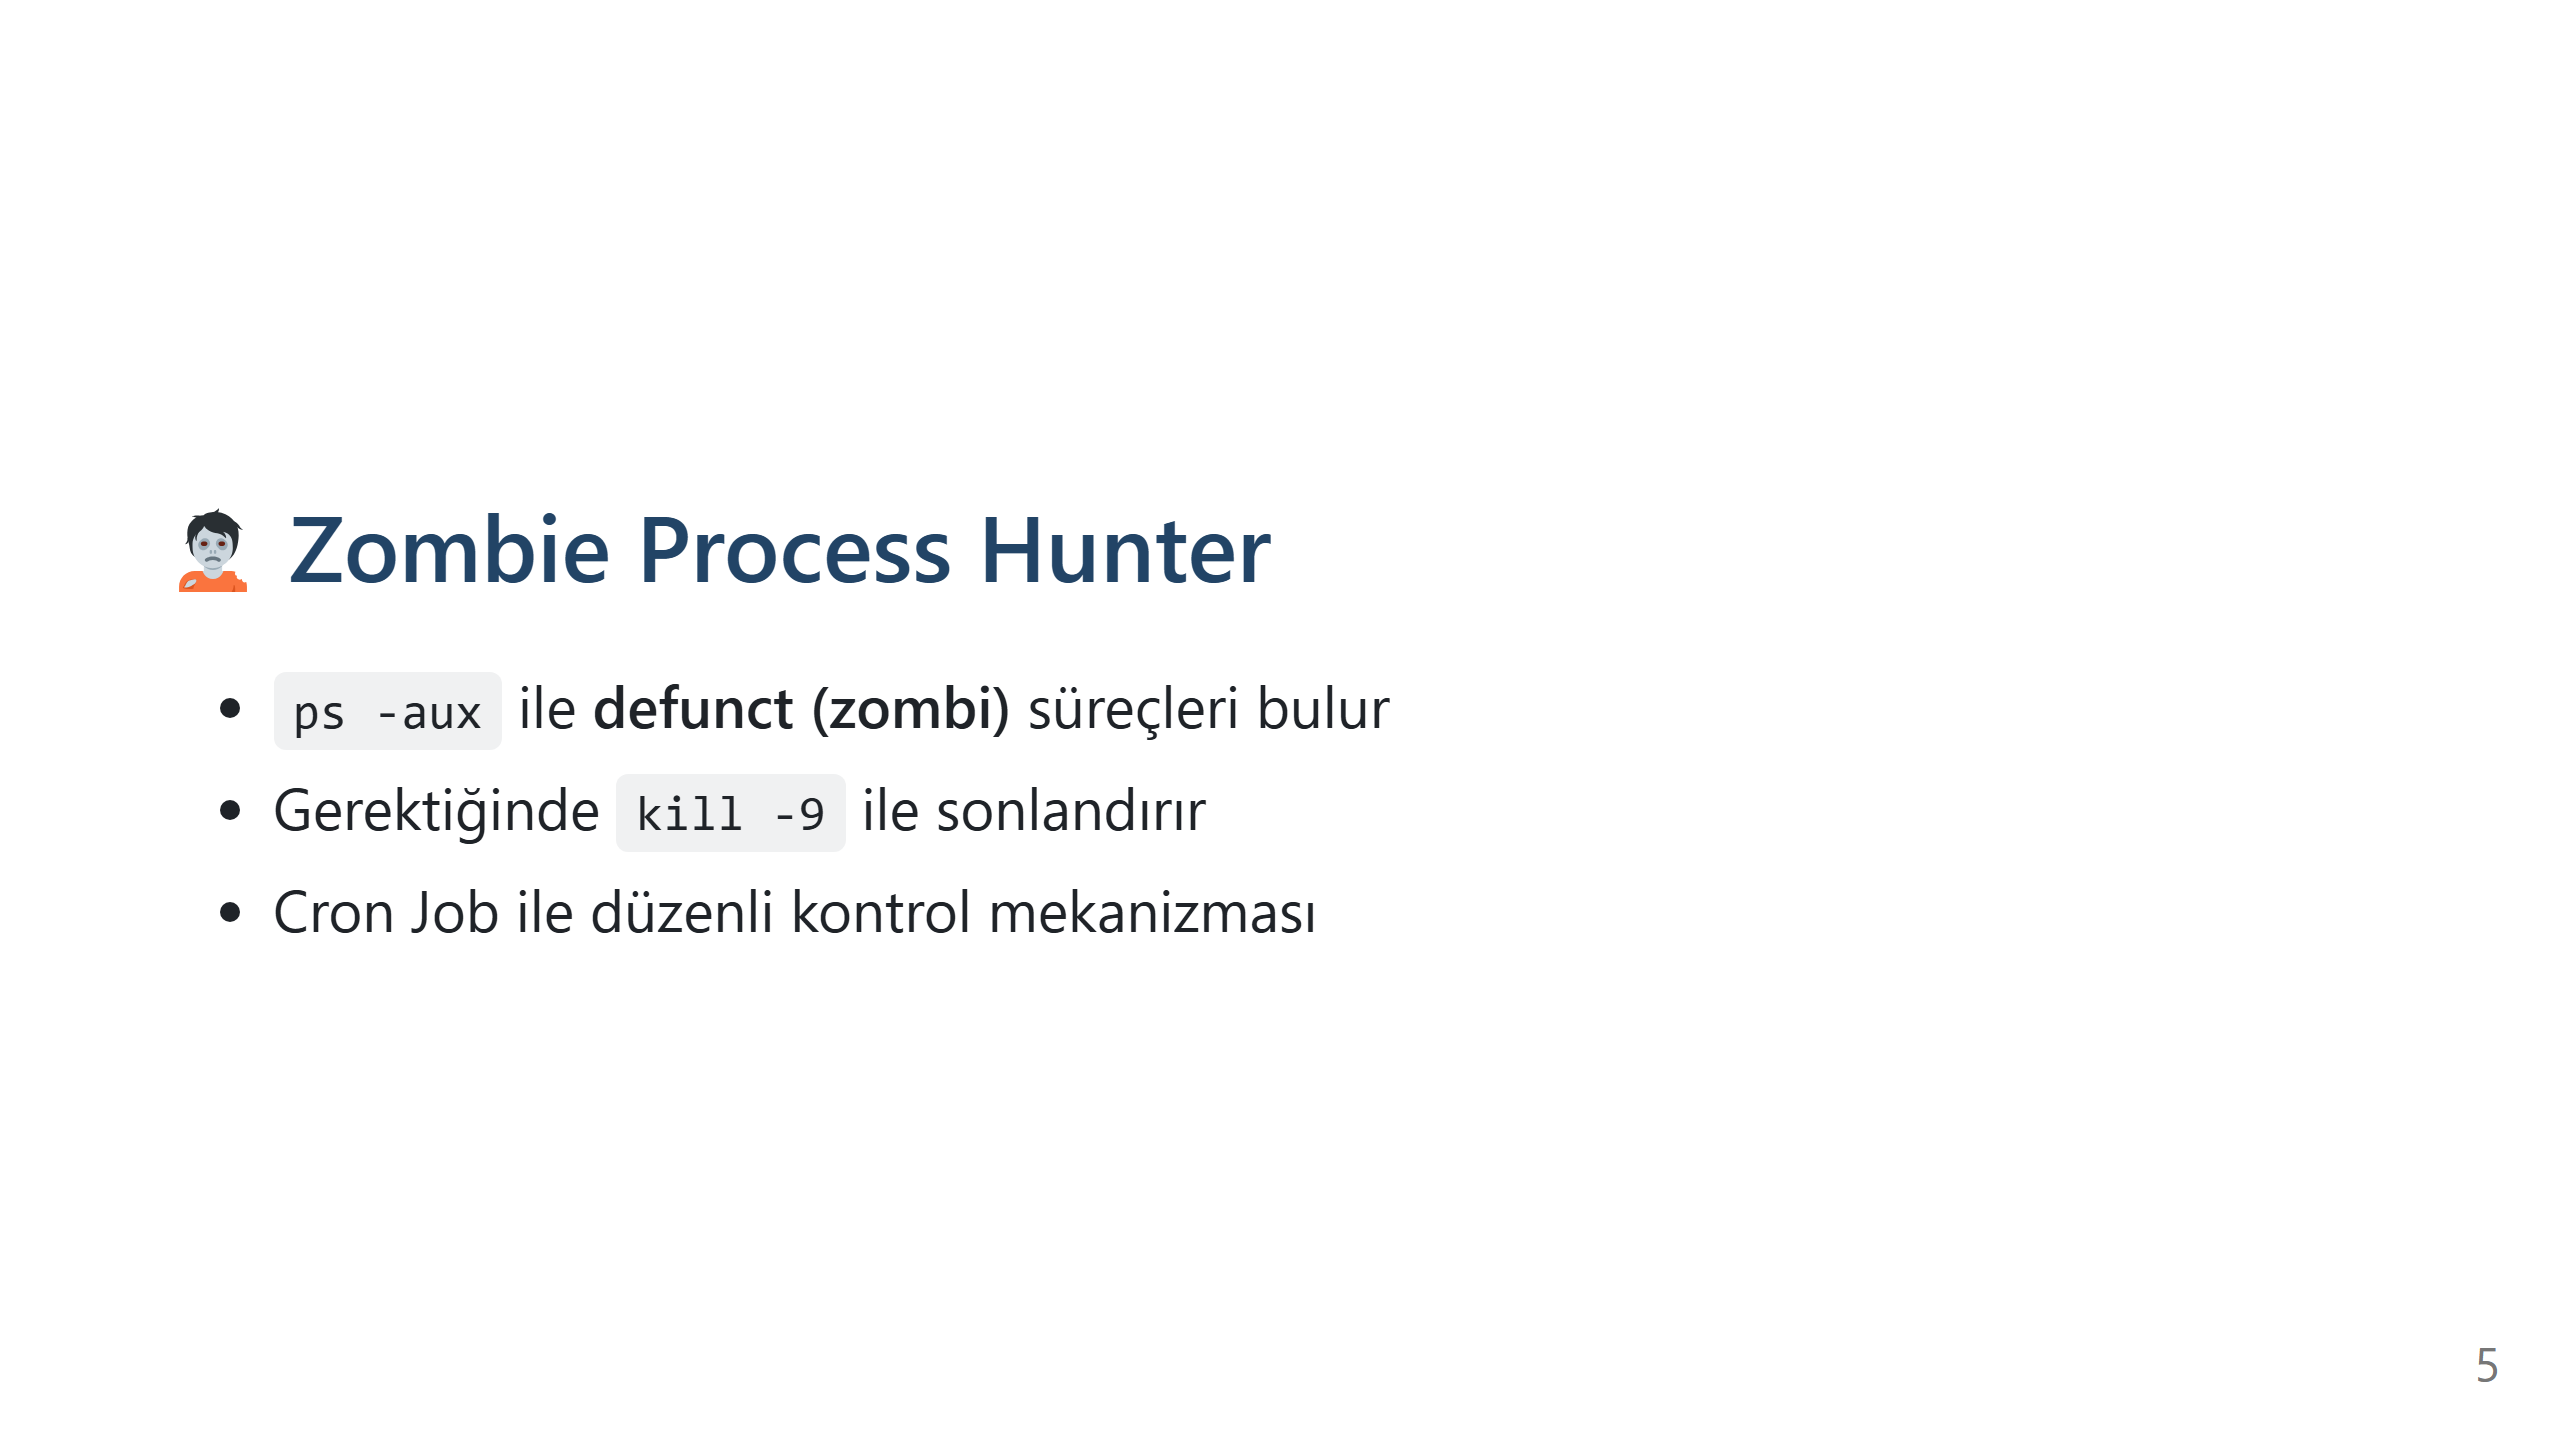 Zombie Process Hunter
ps -aux ile defunct (zombi) süreçleri bulur
Gerektiğinde kill -9 ile sonlandırır
Cron Job ile düzenli kontrol mekanizması
5